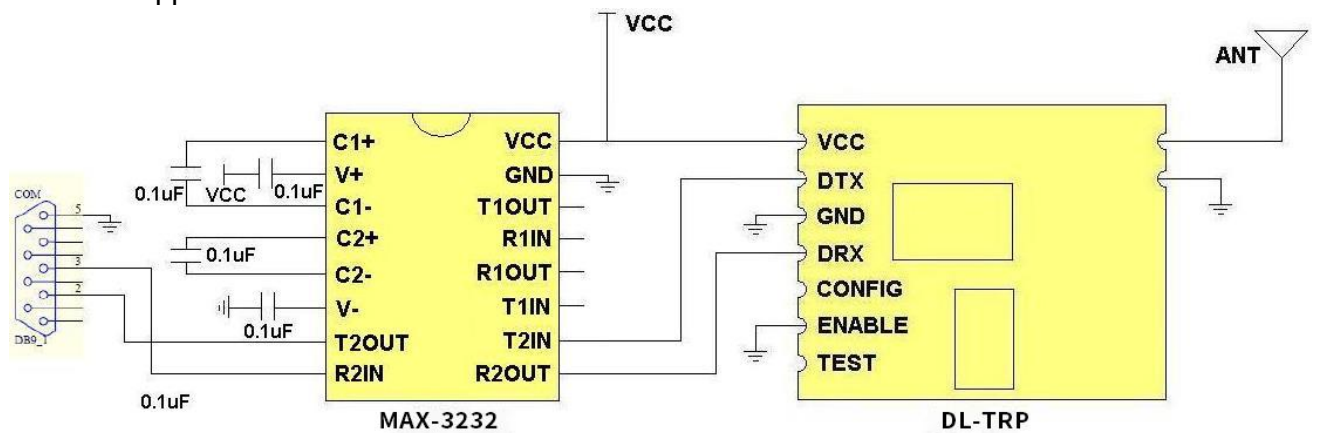 VCC
ANT
COM
5
3
2
DB9_1
0.1uF
VCC
0.1uF
0.1uF
0.1uF
0.1uF
C1+
V+
C1-
C2+
C2-
V-
T2OUT
R2IN
VCC
GND
T1OUT
R1IN
R1OUT
T1IN
T2IN
R2OUT
MAX-3232
VCC
DTX
GND
DRX
CONFIG
ENABLE
TEST
DL-TRP